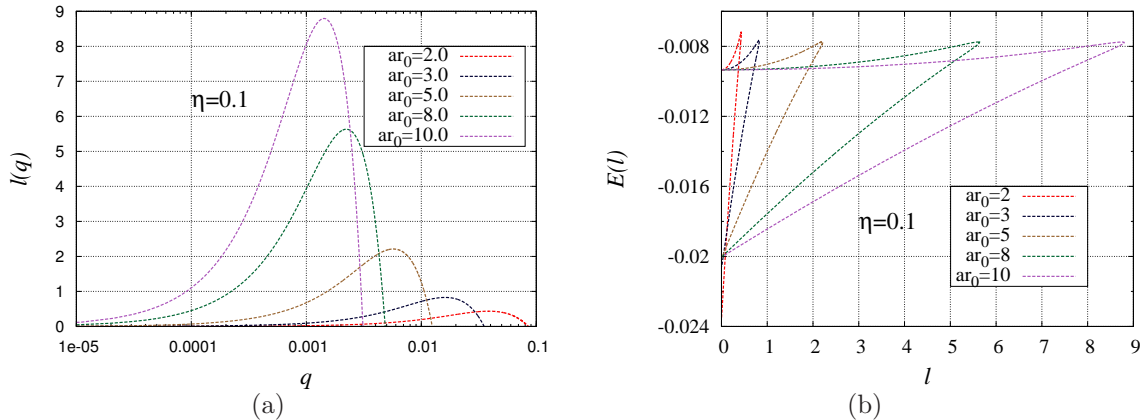 9
8
7
6
5
4
3
2
1
0
1e-05
0.0001
0.001
0.01
0.1
l(q)
q
η=0.1
ar₀=2.0
ar₀=3.0
ar₀=5.0
ar₀=8.0
ar₀=10.0
(a)
-0.008
-0.012
-0.016
-0.02
-0.024
0
1
2
3
4
5
6
7
8
9
E(l)
l
η=0.1
ar₀=2
ar₀=3
ar₀=5
ar₀=8
ar₀=10
(b)